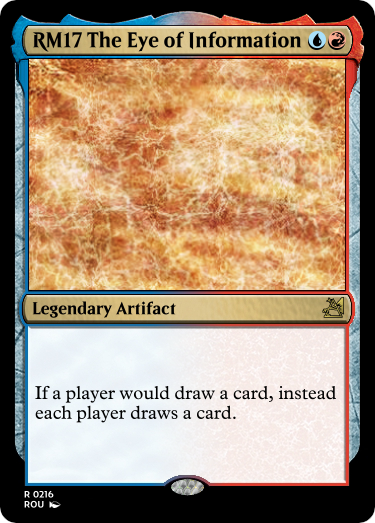 RM17 The Eye of Information
Legendary Artifact
If a player would draw a card, instead
each player draws a card.
R 0216
ROU